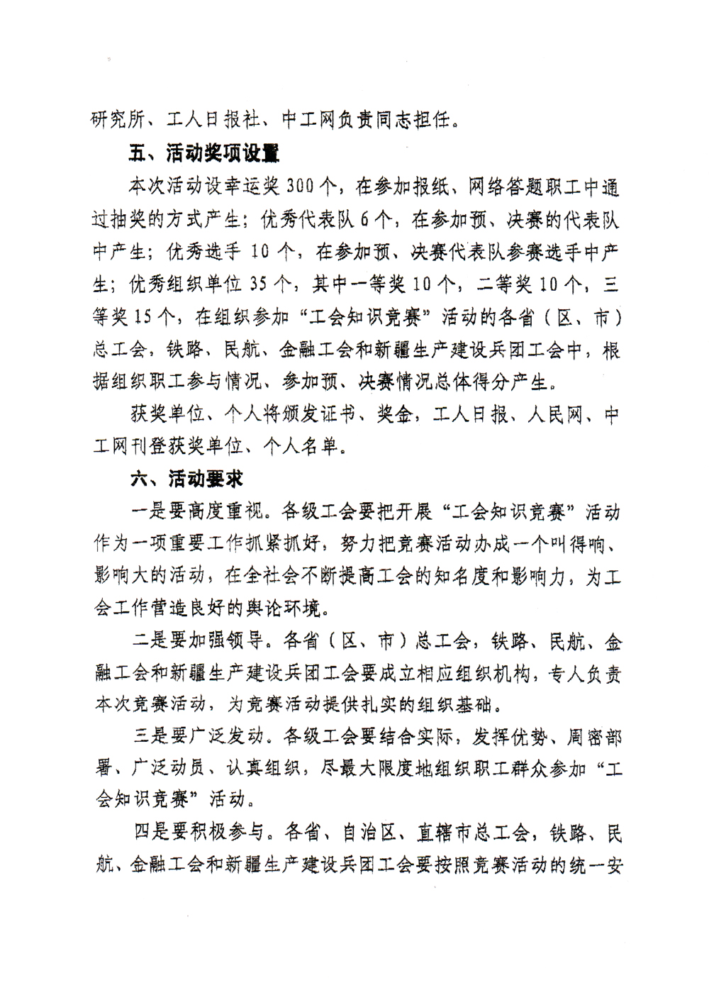 研究所、工人日报社、中工网负责同志担任。
五、活动奖项设置
本次活动设幸运奖 300 个，在参加报纸、网络答题职工中通
过抽奖的方式产生；优秀代表队 6 个，在参加预、决赛的代表队
中产生；优秀选手 10 个，在参加预、决赛代表队参赛选手中产
生；优秀组织单位 35 个，其中一等奖 10 个，二等奖 10 个，三
等奖 15 个，在组织参加“工会知识竞赛”活动的各省（区、市）
总工会，铁路、民航、金融工会和新疆生产建设兵团工会中，根
据组织职工参与情况、参加预、决赛情况总体得分产生。
获奖单位、个人将颁发证书、奖金，工人日报、人民网、中
工网刊登获奖单位、个人名单。
六、活动要求
一是要高度重视。各级工会要把开展“工会知识竞赛”活动
作为一项重要工作抓紧抓好，努力把竞赛活动办成一个叫得响、
影响大的活动，在全社会不断提高工会的知名度和影响力，为工
会工作营造良好的舆论环境。
二是要加强领导。各省（区、市）总工会，铁路、民航、金
融工会和新疆生产建设兵团工会要成立相应组织机构，专人负责
本次竞赛活动，为竞赛活动提供扎实的组织基础。
三是要广泛发动。各级工会要结合实际，发挥优势、周密部
署、广泛动员、认真组织，尽最大限度地组织职工群众参加“工
会知识竞赛”活动。
四是要积极参与。各省、自治区、直辖市总工会，铁路、民
航、金融工会和新疆生产建设兵团工会要按照竞赛活动的统一安